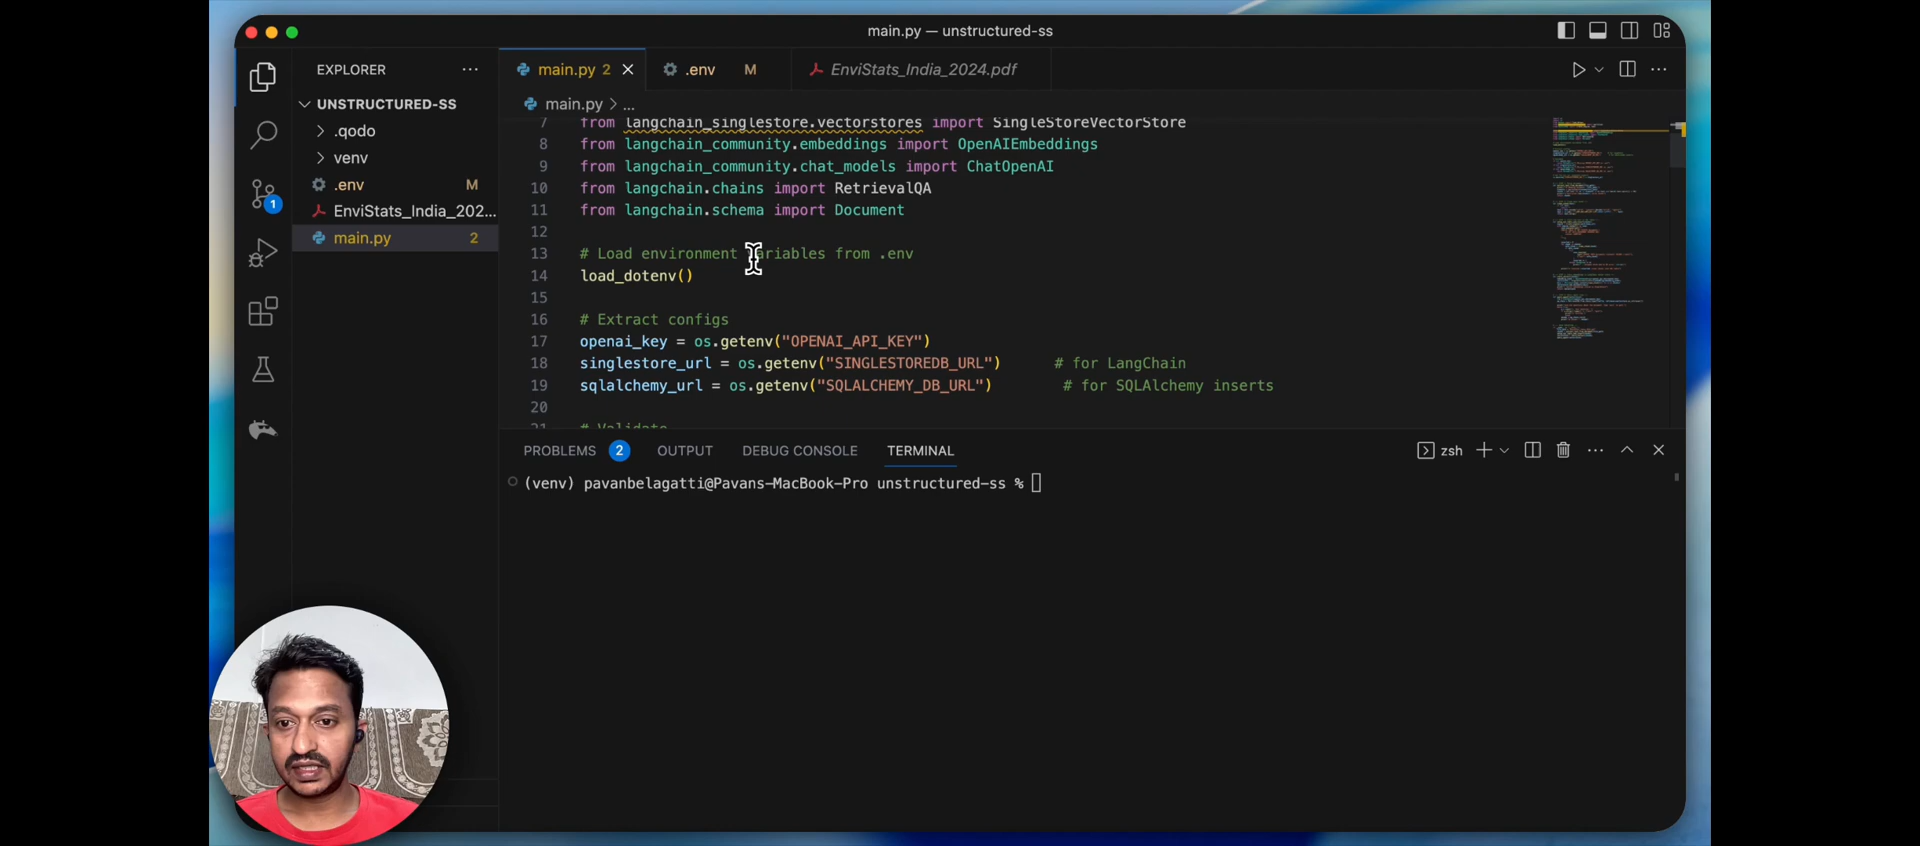 main.py — unstructured-ss
EXPLORER
main.py 2
.env M
EnviStats_India_2024.pdf
UNSTRUCTURED-SS
.qodo
venv
.env M
EnviStats_India_202...
main.py 2
1
main.py > ...
7 from langchain_singlestore.vectorstores import SingleStoreVectorStore
8 from langchain_community.embeddings import OpenAIEmbeddings
9 from langchain_community.chat_models import ChatOpenAI
10 from langchain.chains import RetrievalQA
11 from langchain.schema import Document
12
13 # Load environment variables from .env
14 load_dotenv()
15
16 # Extract configs
17 openai_key = os.getenv("OPENAI_API_KEY")
18 singlestore_url = os.getenv("SINGLESTOREDB_URL") # for LangChain
19 sqlalchemy_url = os.getenv("SQLALCHEMY_DB_URL") # for SQLAlchemy inserts
20
21 # Validate
PROBLEMS 2 OUTPUT DEBUG CONSOLE TERMINAL
zsh
(venv) pavanbelagatti@Pavans-MacBook-Pro unstructured-ss %